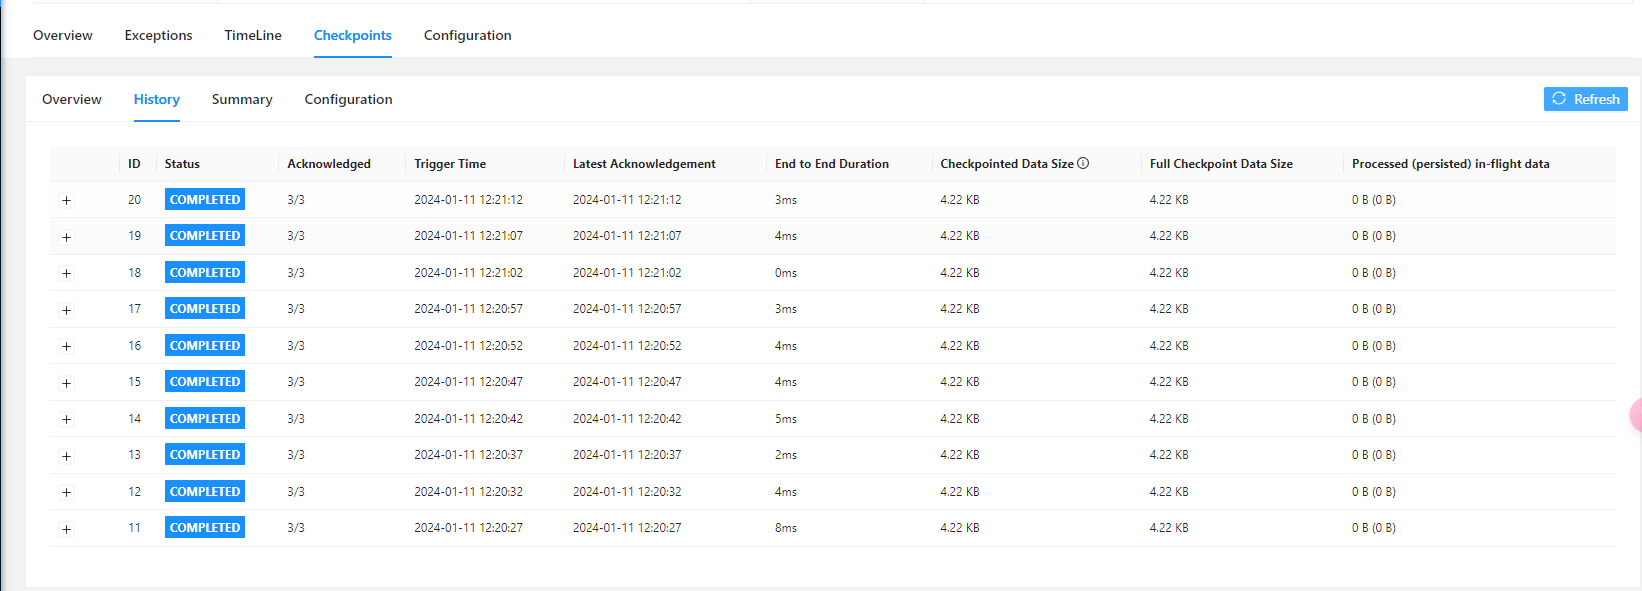 Overview Exceptions TimeLine Checkpoints Configuration
Overview History Summary Configuration Refresh
ID Status Acknowledged Trigger Time Latest Acknowledgement End to End Duration Checkpointed Data Size Full Checkpoint Data Size Processed (persisted) in-flight data
+ 20 COMPLETED 3/3 2024-01-11 12:21:12 2024-01-11 12:21:12 3ms 4.22 KB 4.22 KB 0 B (0 B)
+ 19 COMPLETED 3/3 2024-01-11 12:21:07 2024-01-11 12:21:07 4ms 4.22 KB 4.22 KB 0 B (0 B)
+ 18 COMPLETED 3/3 2024-01-11 12:21:02 2024-01-11 12:21:02 0ms 4.22 KB 4.22 KB 0 B (0 B)
+ 17 COMPLETED 3/3 2024-01-11 12:20:57 2024-01-11 12:20:57 3ms 4.22 KB 4.22 KB 0 B (0 B)
+ 16 COMPLETED 3/3 2024-01-11 12:20:52 2024-01-11 12:20:52 4ms 4.22 KB 4.22 KB 0 B (0 B)
+ 15 COMPLETED 3/3 2024-01-11 12:20:47 2024-01-11 12:20:47 4ms 4.22 KB 4.22 KB 0 B (0 B)
+ 14 COMPLETED 3/3 2024-01-11 12:20:42 2024-01-11 12:20:42 5ms 4.22 KB 4.22 KB 0 B (0 B)
+ 13 COMPLETED 3/3 2024-01-11 12:20:37 2024-01-11 12:20:37 2ms 4.22 KB 4.22 KB 0 B (0 B)
+ 12 COMPLETED 3/3 2024-01-11 12:20:32 2024-01-11 12:20:32 4ms 4.22 KB 4.22 KB 0 B (0 B)
+ 11 COMPLETED 3/3 2024-01-11 12:20:27 2024-01-11 12:20:27 8ms 4.22 KB 4.22 KB 0 B (0 B)